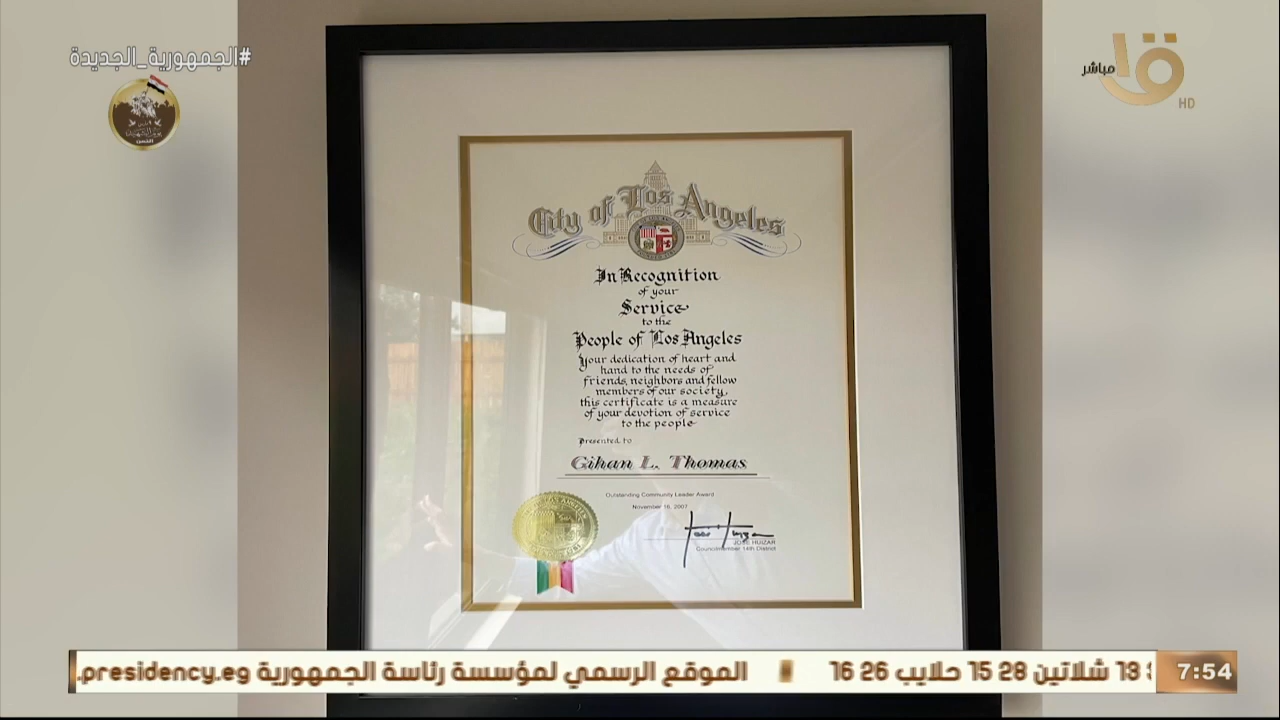 #الجمهورية_الجديدة
مباشر
HD
City of Los Angeles
In Recognition
of your
Service
to the
People of Los Angeles
Your dedication of heart and
hand to the needs of
friends, neighbors and fellow
members of our society,
this certificate is a measure
of your devotion of service
to the people
Presented to
Gihan L. Thomas
Outstanding Community Leader Award
November 16, 2007
JOSE HUIZAR
Councilmember 14th District
13 شلاتين 28 15 حلايب 26 16 الموقع الرسمي لمؤسسة رئاسة الجمهورية presidency.eg.
7:54